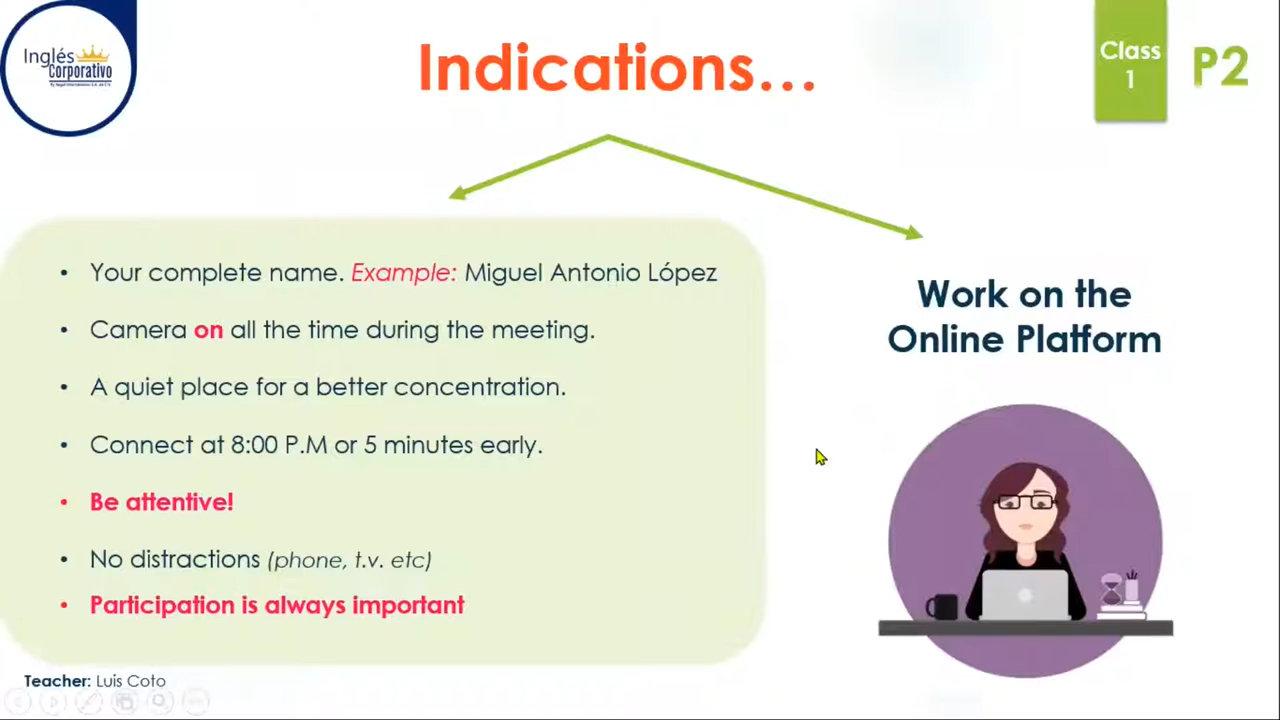 Inglés
Corporativo
Indications...
Class
1
P2
• Your complete name. Example: Miguel Antonio López
• Camera on all the time during the meeting.
• A quiet place for a better concentration.
• Connect at 8:00 P.M or 5 minutes early.
• Be attentive!
• No distractions (phone, t.v. etc)
• Participation is always important
Work on the
Online Platform
Teacher: Luis Coto